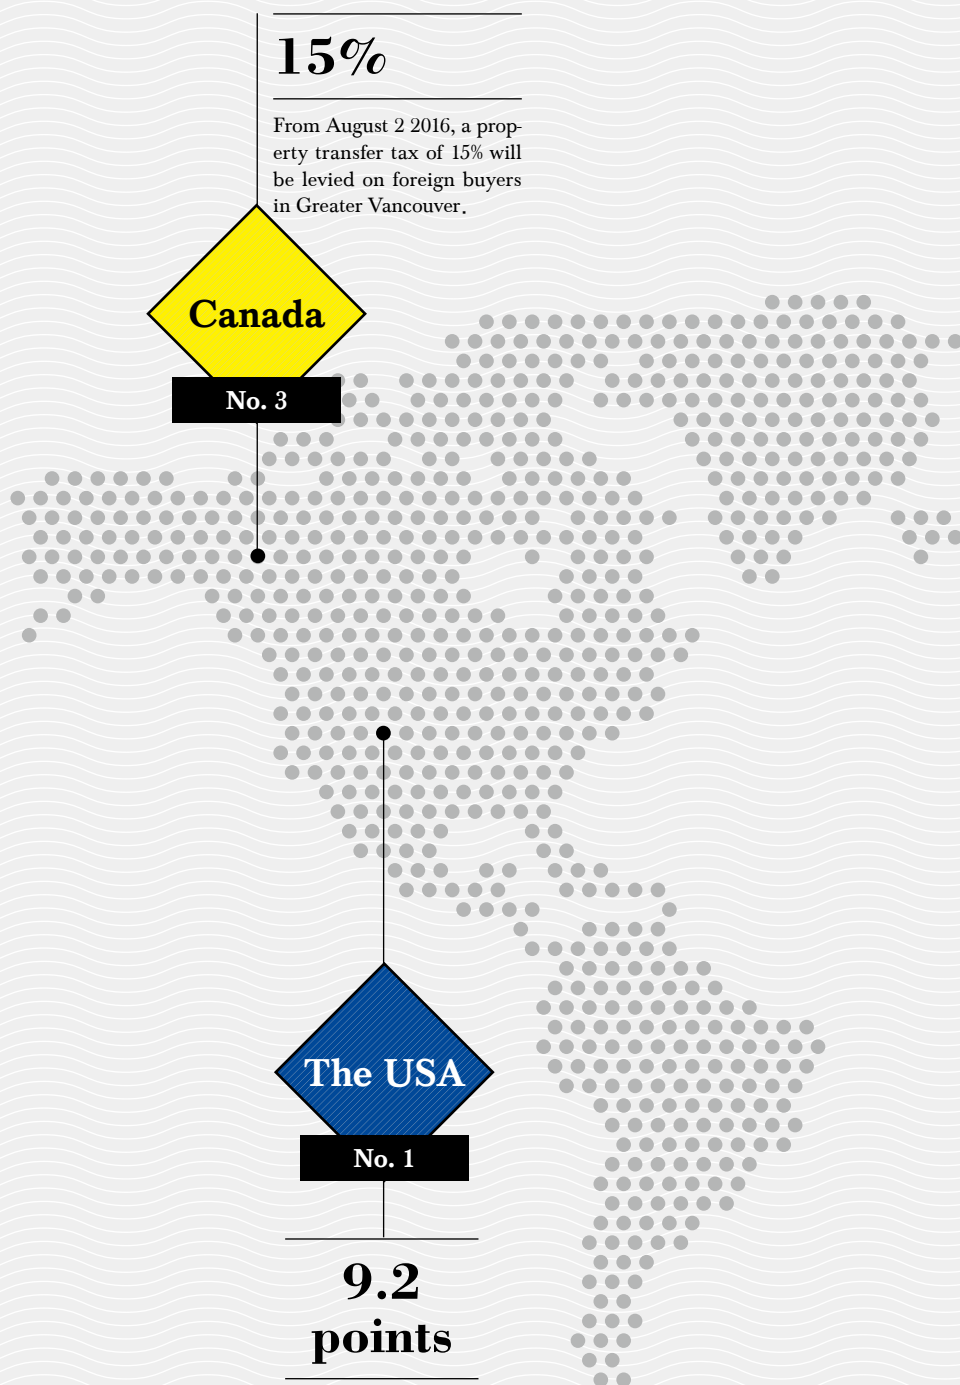 15%
From August 2 2016, a prop-
erty transfer tax of 15% will
be levied on foreign buyers
in Greater Vancouver.
Canada
No. 3
The USA
No. 1
9.2
points